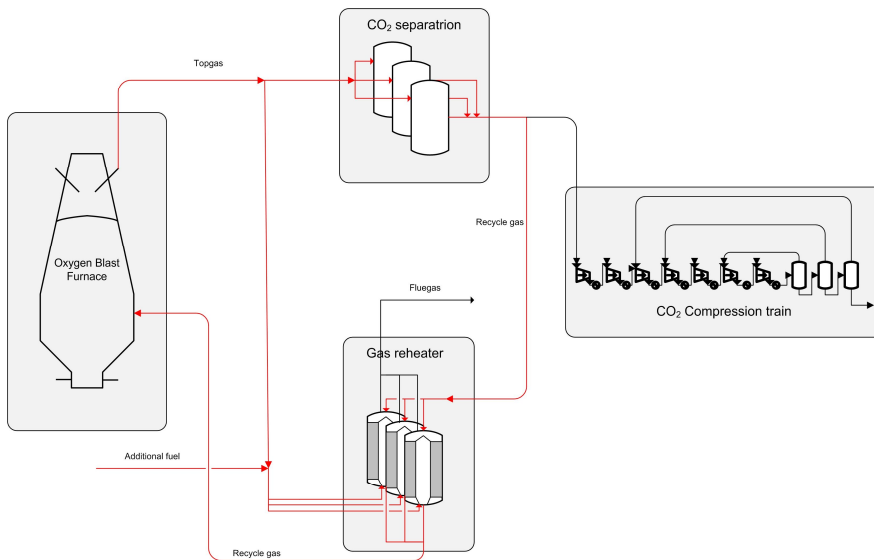 CO₂ separatrion
Topgas
Recycle gas
Oxygen Blast
Furnace
CO₂ Compression train
Fluegas
Gas reheater
Additional fuel
Recycle gas